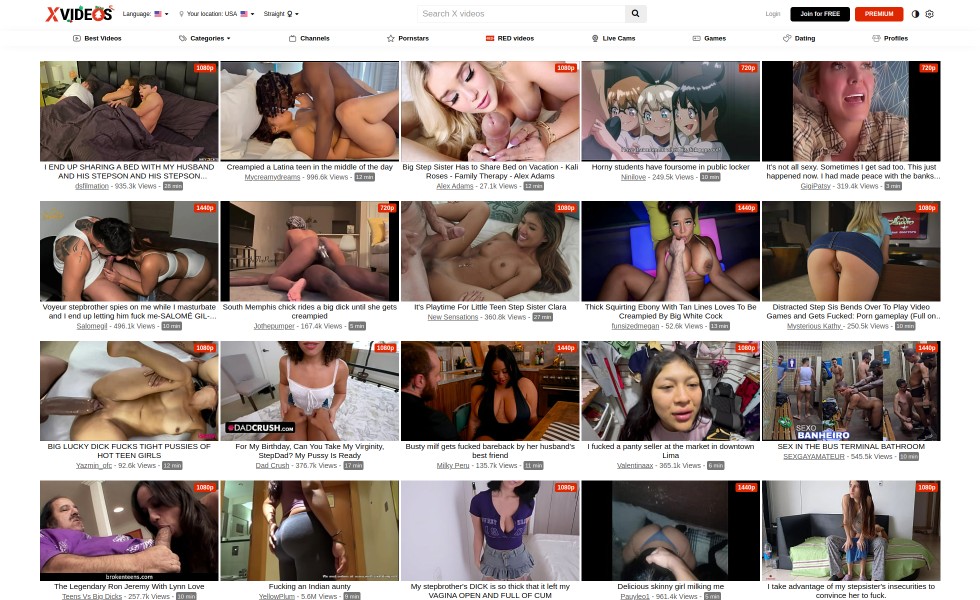 XVIDEOS
Language:
Your location: USA
Straight
Search X videos
Login
Join for FREE
PREMIUM
Best Videos
Categories
Channels
Pornstars
RED videos
Live Cams
Games
Dating
Profiles
1080p
1080p
1080p
720p
720p
I END UP SHARING A BED WITH MY HUSBAND
AND HIS STEPSON AND HIS STEPSON...
dsfilmation - 935.3k Views - 28 min
Creampied a Latina teen in the middle of the day
Mycreamydreams - 996.6k Views - 12 min
Big Step Sister Has to Share Bed on Vacation - Kali
Roses - Family Therapy - Alex Adams
Alex Adams - 27.1k Views - 12 min
Horny students have foursome in public locker
Ninilove - 249.5k Views - 10 min
It's not all sexy. Sometimes I get sad too. This just
happened now. I had made peace with the banks...
GigiPatsy - 319.4k Views - 3 min
1440p
720p
1080p
1440p
1080p
Voyeur stepbrother spies on me while I masturbate
and I end up letting him fuck me-SALOMÉ GIL-...
Salomegil - 496.1k Views - 10 min
South Memphis chick rides a big dick until she gets
creampied
Jothepumper - 167.4k Views - 5 min
It's Playtime For Little Teen Step Sister Clara
New Sensations - 360.8k Views - 27 min
Thick Squirting Ebony With Tan Lines Loves To Be
Creampied By Big White Cock
funsizedmegan - 52.6k Views - 13 min
Distracted Step Sis Bends Over To Play Video
Games and Gets Fucked: Porn gameplay (Full on..
Mysterious Kathy - 250.5k Views - 10 min
1080p
1080p
1440p
1080p
1440p
DADCRUSH.COM
SEXO
BANHEIRO
BIG LUCKY DICK FUCKS TIGHT PUSSIES OF
HOT TEEN GIRLS
Yazmin_ofc - 92.6k Views - 12 min
For My Birthday, Can You Take My Virginity,
StepDad? My Pussy Is Ready
Dad Crush - 376.7k Views - 17 min
Busty milf gets fucked bareback by her husband's
best friend
Milky Peru - 135.7k Views - 11 min
I fucked a panty seller at the market in downtown
Lima
Valentinaax - 365.1k Views - 6 min
SEX IN THE BUS TERMINAL BATHROOM
SEXGAYAMATEUR - 545.5k Views - 10 min
1080p
1080p
1440p
1080p
brokenteens.com
The Legendary Ron Jeremy With Lynn Love
Teens Vs Big Dicks - 257.7k Views - 10 min
Fucking an Indian aunty
YellowPlum - 5.6M Views - 9 min
My stepbrother's DICK is so thick that it left my
VAGINA OPEN AND FULL OF CUM
Delicious skinny girl milking me
Pauyleo1 - 961.4k Views - 5 min
I take advantage of my stepsister's insecurities to
convince her to fuck.